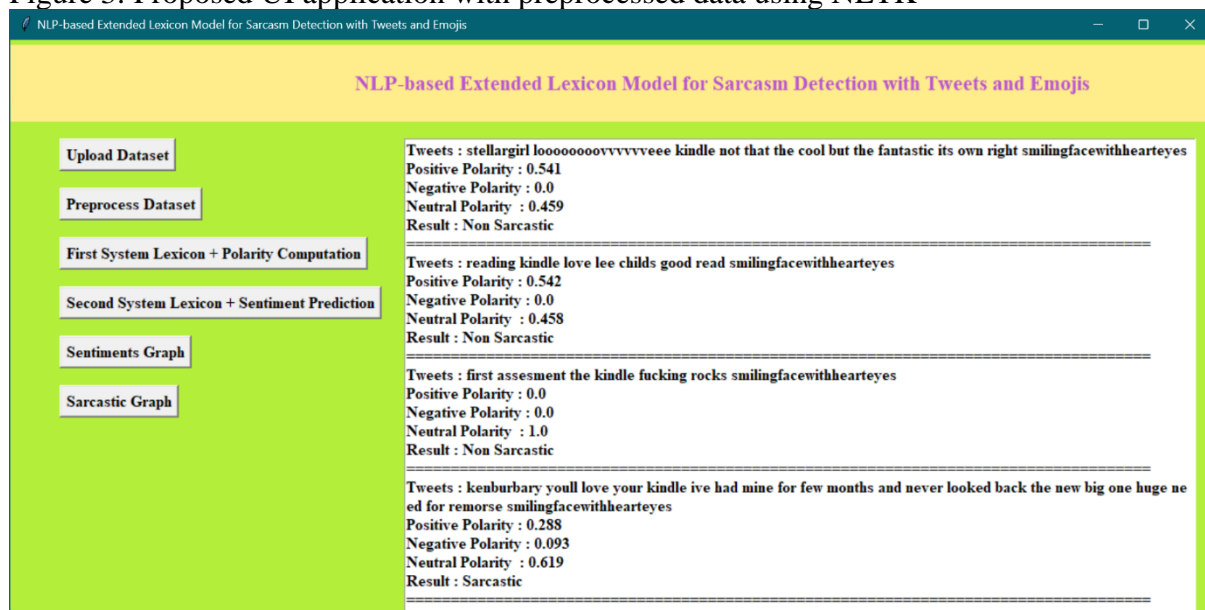 Figure 3: Proposed UI application with preprocessed data using NLTK
NLP-based Extended Lexicon Model for Sarcasm Detection with Tweets and Emojis
NLP-based Extended Lexicon Model for Sarcasm Detection with Tweets and Emojis
Upload Dataset
Preprocess Dataset
First System Lexicon + Polarity Computation
Second System Lexicon + Sentiment Prediction
Sentiments Graph
Sarcastic Graph
Tweets : stellargirl looooooooovvvvvveee kindle not that the cool but the fantastic its own right smilingfacewithhearteyes
Positive Polarity : 0.541
Negative Polarity : 0.0
Neutral Polarity : 0.459
Result : Non Sarcastic
Tweets : reading kindle love lee childs good read smilingfacewithhearteyes
Positive Polarity : 0.542
Negative Polarity : 0.0
Neutral Polarity : 0.458
Result : Non Sarcastic
Tweets : first assesment the kindle fucking rocks smilingfacewithhearteyes
Positive Polarity : 0.0
Negative Polarity : 0.0
Neutral Polarity : 1.0
Result : Non Sarcastic
Tweets : kenburbary youll love your kindle ive had mine for few months and never looked back the new big one huge ne
ed for remorse smilingfacewithhearteyes
Positive Polarity : 0.288
Negative Polarity : 0.093
Neutral Polarity : 0.619
Result : Sarcastic